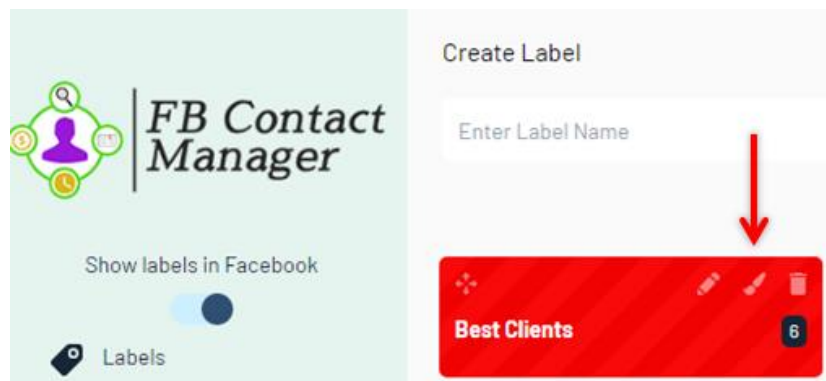 FB Contact
Manager
Show labels in Facebook
Labels
Create Label
Enter Label Name
Best Clients
6